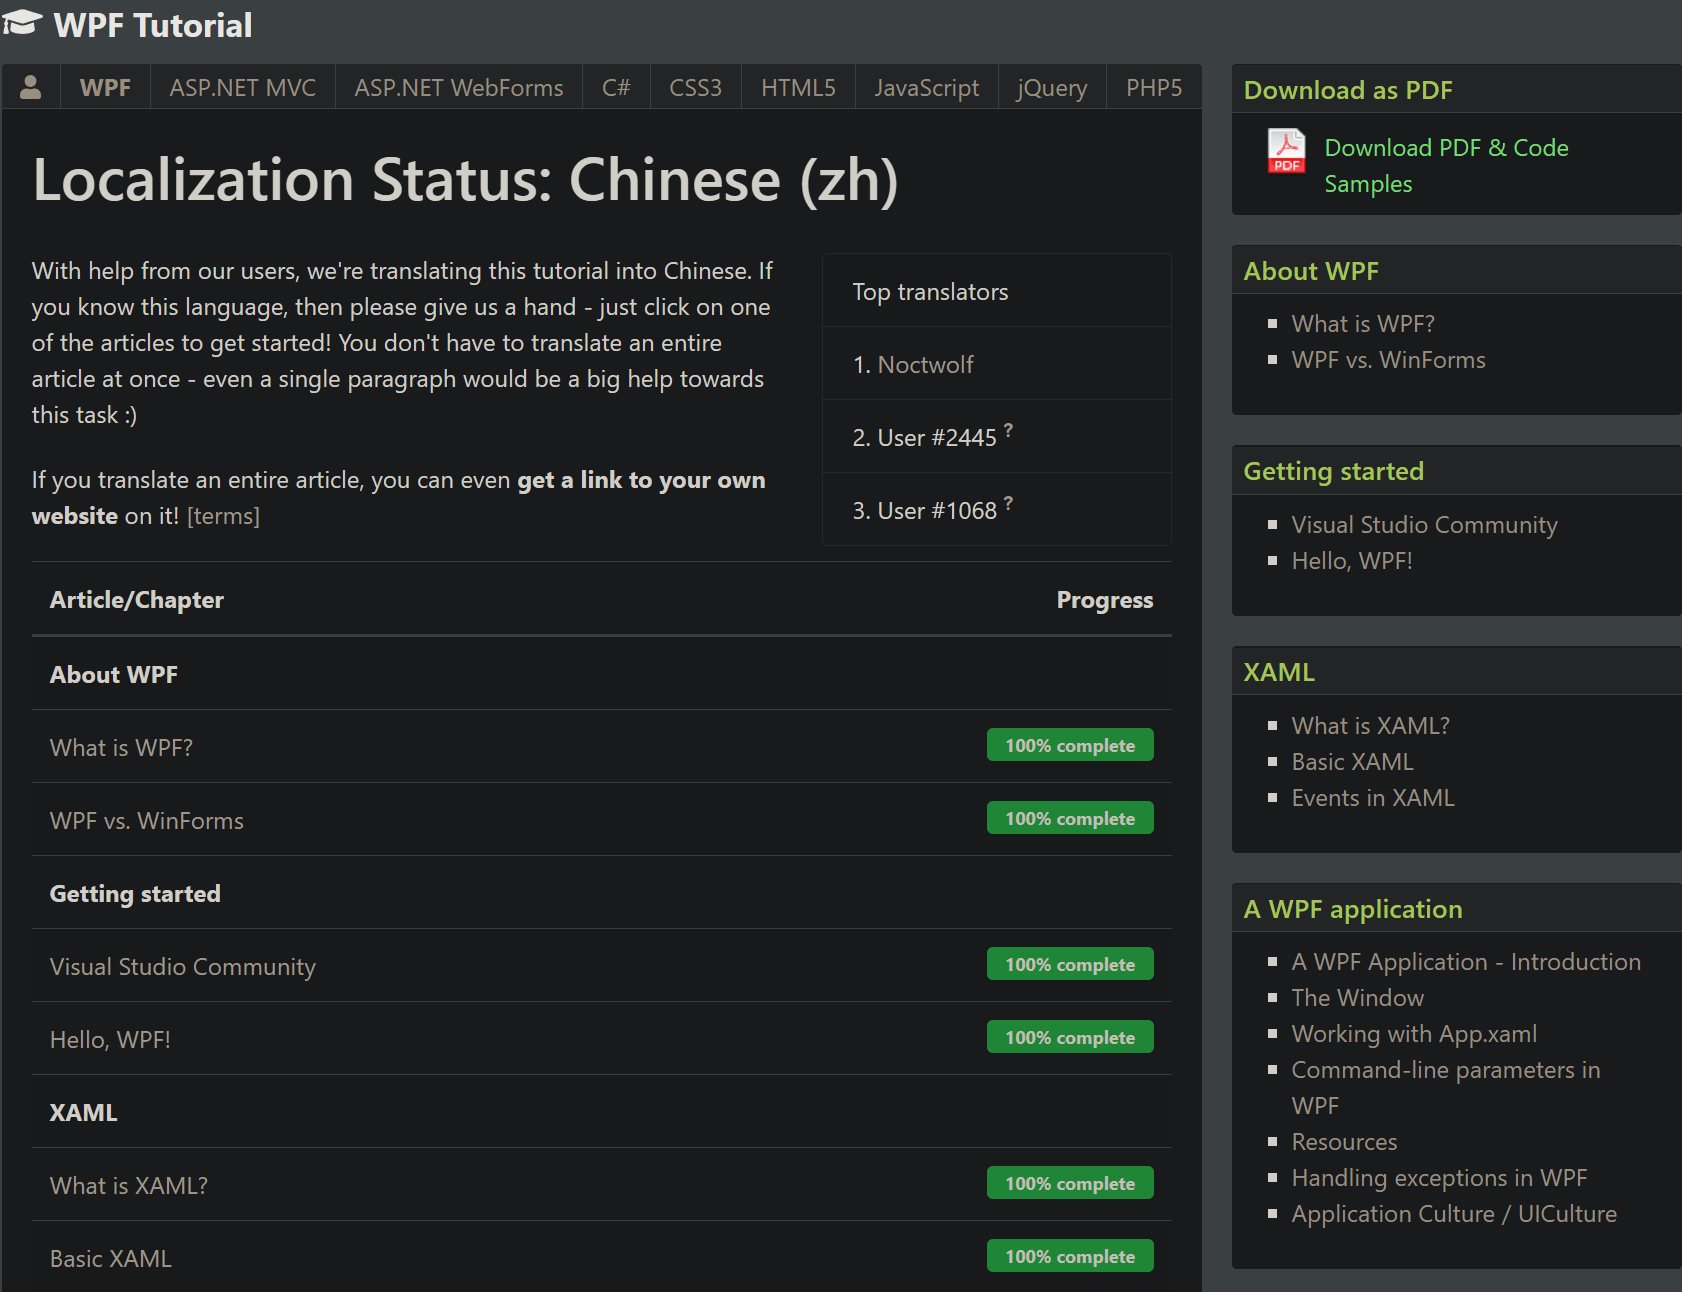 WPF Tutorial
WPF ASP.NET MVC ASP.NET WebForms C# CSS3 HTML5 JavaScript jQuery PHP5
Localization Status: Chinese (zh)
With help from our users, we're translating this tutorial into Chinese. If
you know this language, then please give us a hand - just click on one
of the articles to get started! You don't have to translate an entire
article at once - even a single paragraph would be a big help towards
this task :)
If you translate an entire article, you can even get a link to your own
website on it! [terms]
Top translators
1. Noctwolf
2. User #2445 ?
3. User #1068 ?
Article/Chapter Progress
About WPF
What is WPF? 100% complete
WPF vs. WinForms 100% complete
Getting started
Visual Studio Community 100% complete
Hello, WPF! 100% complete
XAML
What is XAML? 100% complete
Basic XAML 100% complete
Download as PDF
PDF
Download PDF & Code
Samples
About WPF
What is WPF?
WPF vs. WinForms
Getting started
Visual Studio Community
Hello, WPF!
XAML
What is XAML?
Basic XAML
Events in XAML
A WPF application
A WPF Application - Introduction
The Window
Working with App.xaml
Command-line parameters in
WPF
Resources
Handling exceptions in WPF
Application Culture / UICulture